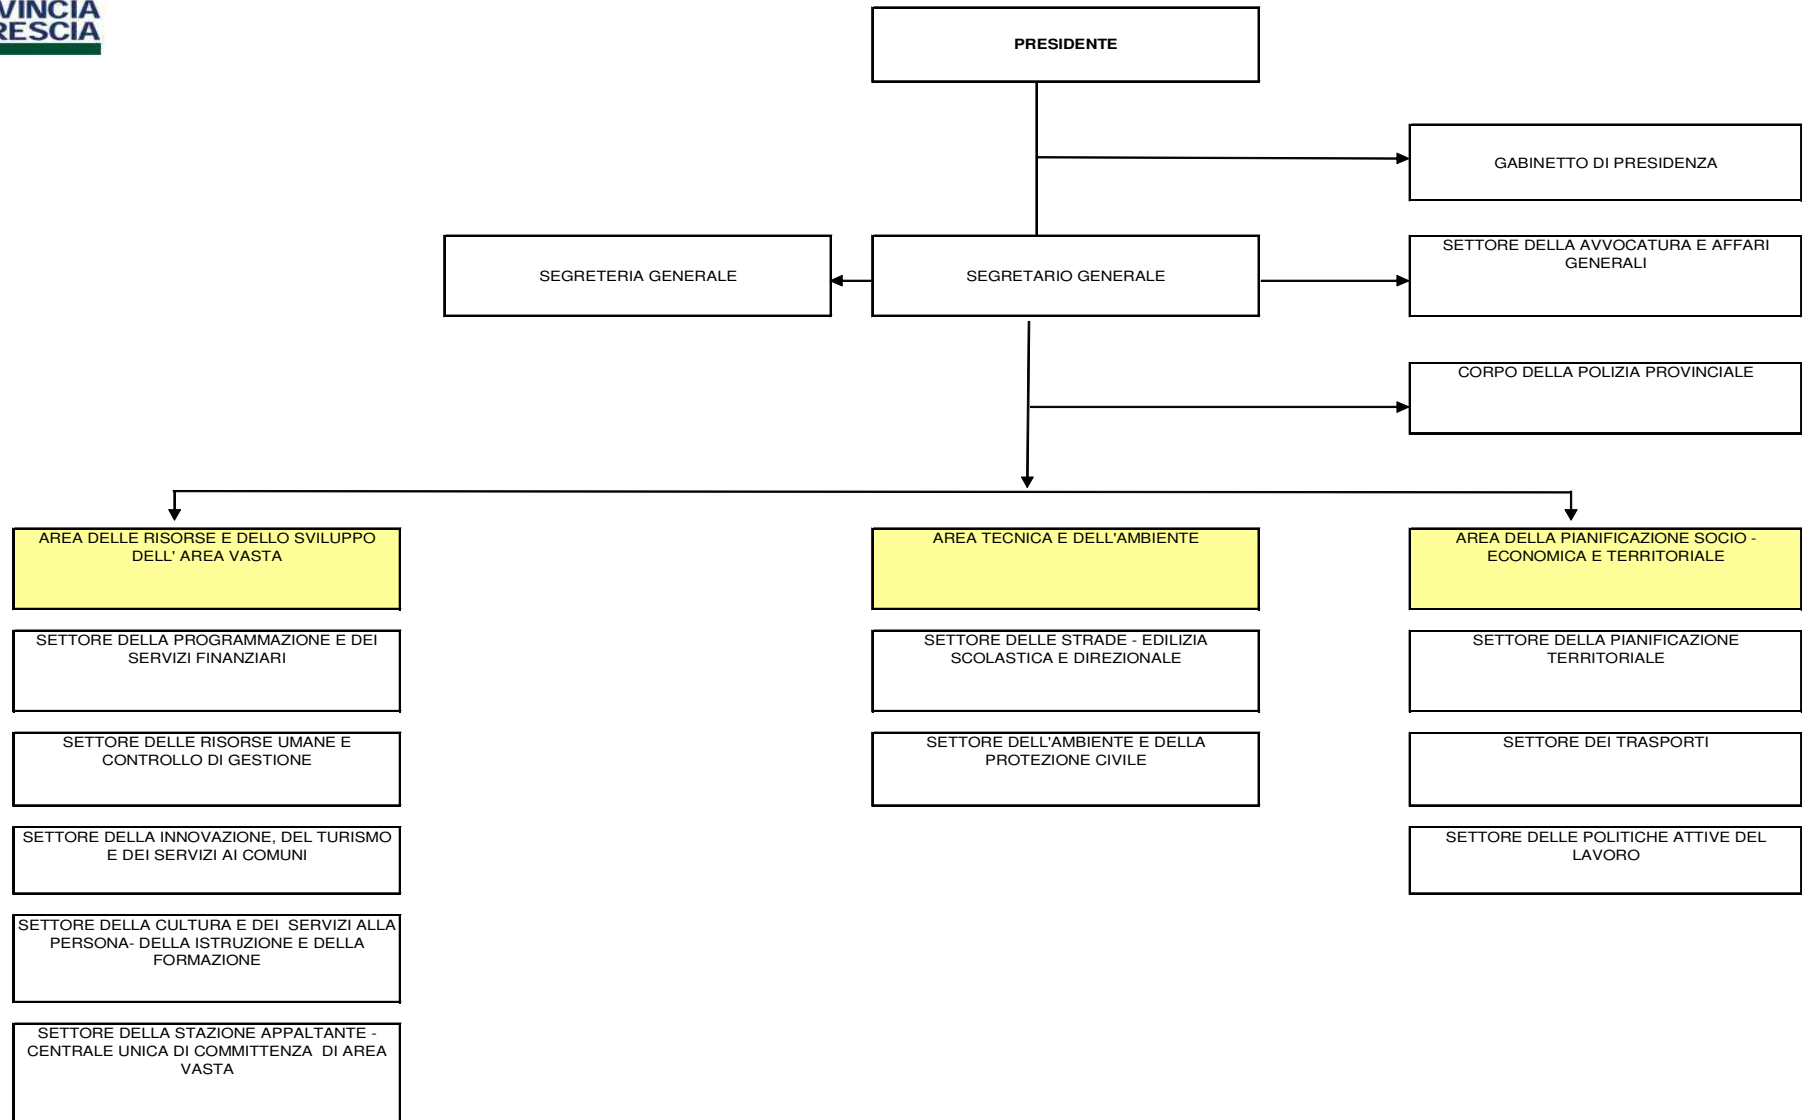 VINCIA
RESCIA
PRESIDENTE
GABINETTO DI PRESIDENZA
SEGRETERIA GENERALE
SEGRETARIO GENERALE
SETTORE DELLA AVVOCATURA E AFFARI
GENERALI
CORPO DELLA POLIZIA PROVINCIALE
AREA DELLE RISORSE E DELLO SVILUPPO
DELL' AREA VASTA
SETTORE DELLA PROGRAMMAZIONE E DEI
SERVIZI FINANZIARI
SETTORE DELLE RISORSE UMANE E
CONTROLLO DI GESTIONE
SETTORE DELLA INNOVAZIONE, DEL TURISMO
E DEI SERVIZI AI COMUNI
SETTORE DELLA CULTURA E DEI  SERVIZI ALLA
PERSONA- DELLA ISTRUZIONE E DELLA
FORMAZIONE
SETTORE DELLA STAZIONE APPALTANTE -
CENTRALE UNICA DI COMMITTENZA  DI AREA
VASTA
AREA TECNICA E DELL'AMBIENTE
SETTORE DELLE STRADE - EDILIZIA
SCOLASTICA E DIREZIONALE
SETTORE DELL'AMBIENTE E DELLA
PROTEZIONE CIVILE
AREA DELLA PIANIFICAZIONE SOCIO -
ECONOMICA E TERRITORIALE
SETTORE DELLA PIANIFICAZIONE
TERRITORIALE
SETTORE DEI TRASPORTI
SETTORE DELLE POLITICHE ATTIVE DEL
LAVORO